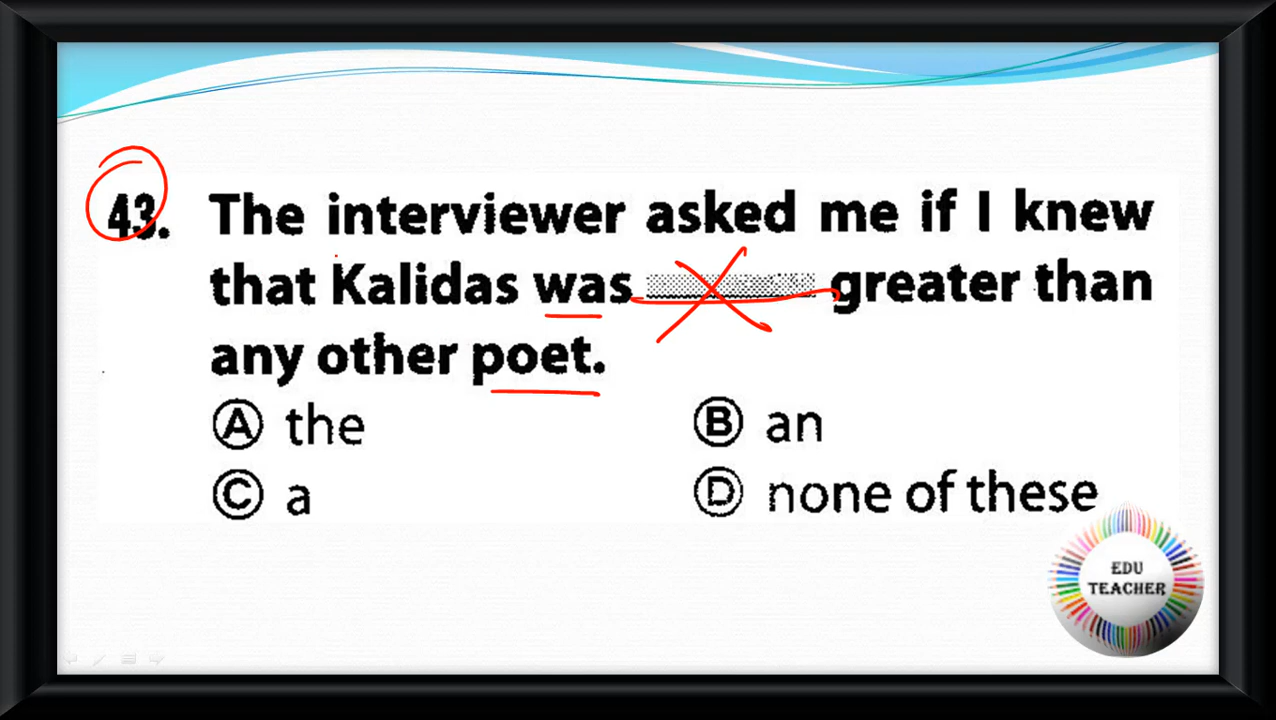 43. The interviewer asked me if I knew
that Kalidas was greater than
any other poet.
Ⓐ the Ⓑ an
Ⓒ a Ⓓ none of these
EDU
TEACHER